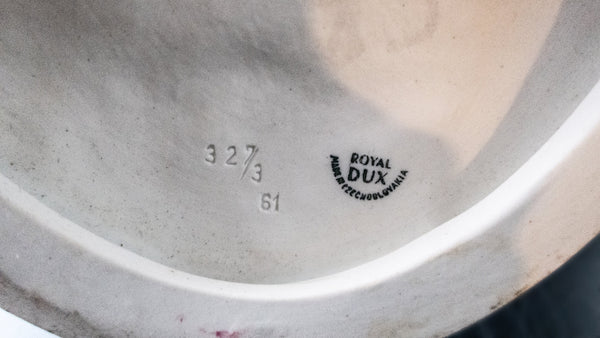 327/3
61
ROYAL
DUX
MADE IN CZECHOSLOVAKIA